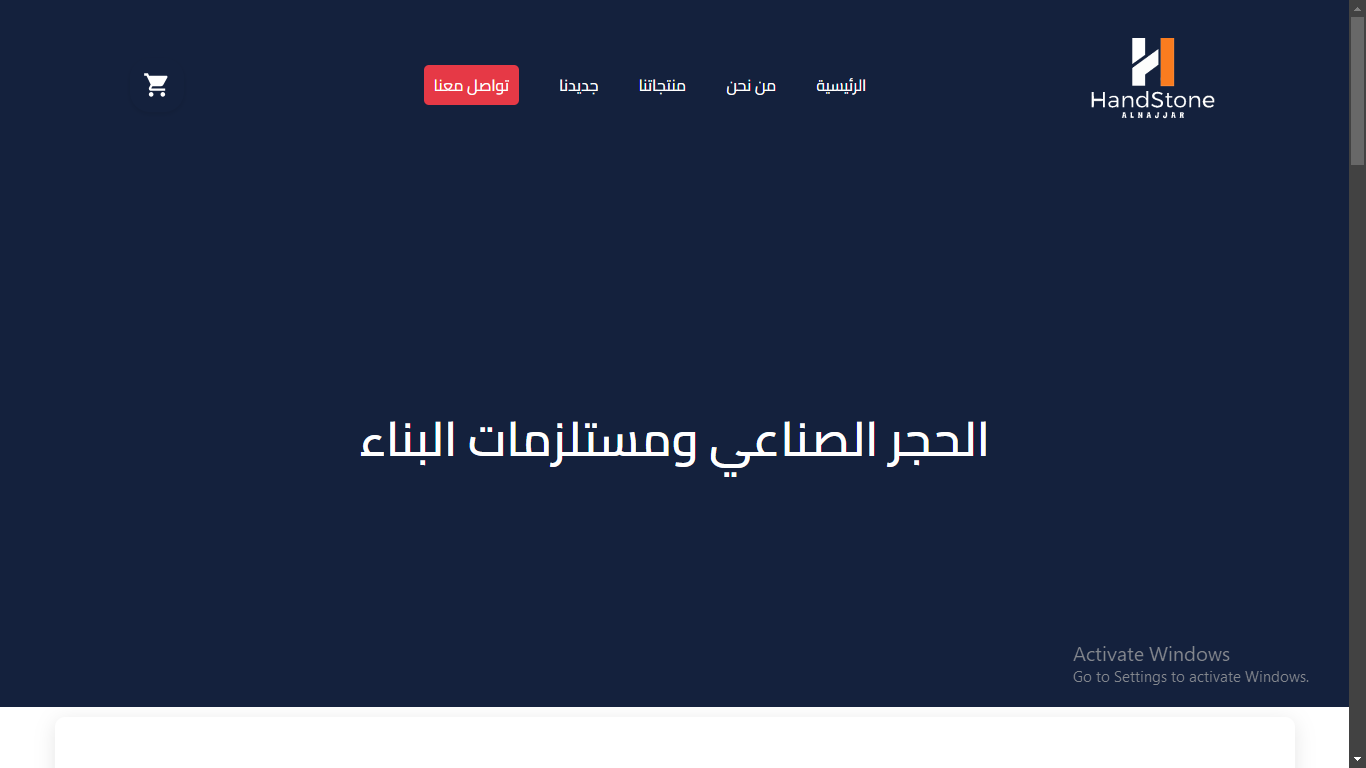 HandStone
ALNAJJAR
الرئيسية
من نحن
منتجاتنا
جديدنا
تواصل معنا
الحجر الصناعي ومستلزمات البناء
Activate Windows
Go to Settings to activate Windows.